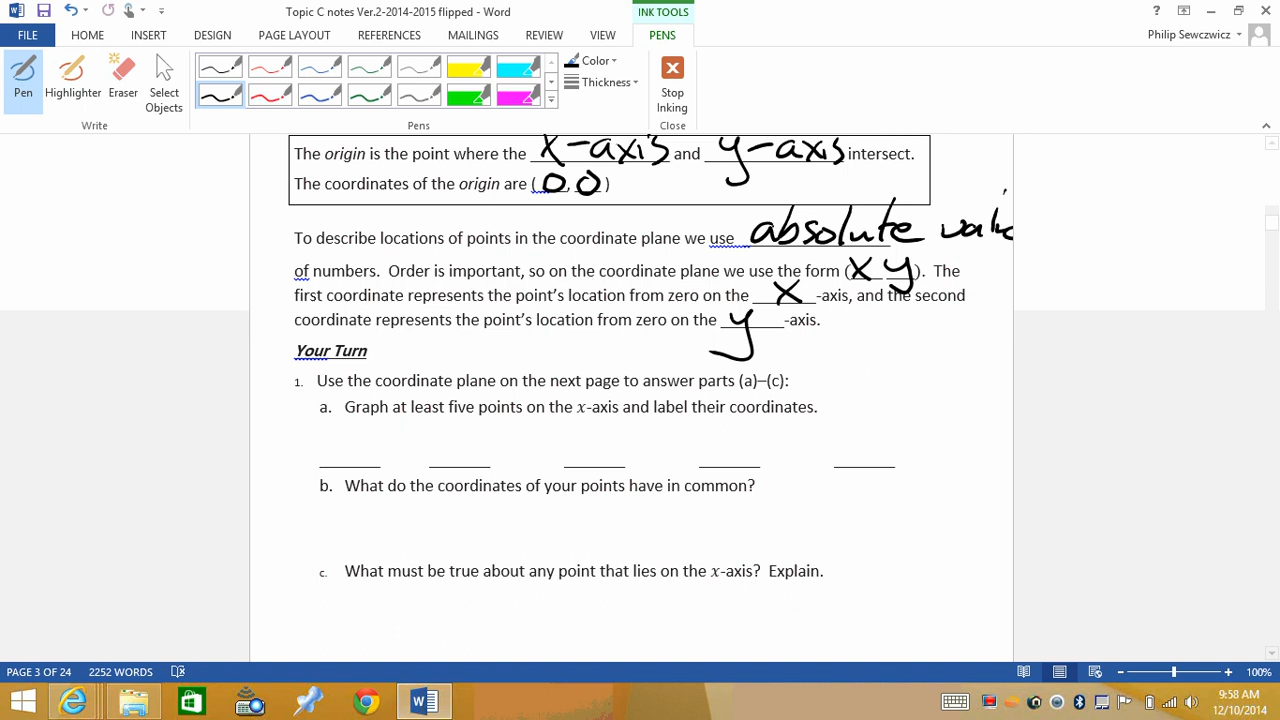 Topic C notes Ver.2-2014-2015 flipped - Word
INK TOOLS
?
FILE HOME INSERT DESIGN PAGE LAYOUT REFERENCES MAILINGS REVIEW VIEW PENS Philip Sewczwicz
Pen Highlighter Eraser Select Objects Color Thickness Stop Inking
Write Pens Close
The origin is the point where the x-axis and y-axis intersect.
The coordinates of the origin are (0, 0)
To describe locations of points in the coordinate plane we use absolute
of numbers. Order is important, so on the coordinate plane we use the form (x y). The
first coordinate represents the point’s location from zero on the x -axis, and the second
coordinate represents the point’s location from zero on the y -axis.
Your Turn
1. Use the coordinate plane on the next page to answer parts (a)–(c):
a. Graph at least five points on the x-axis and label their coordinates.
b. What do the coordinates of your points have in common?
c. What must be true about any point that lies on the x-axis? Explain.
PAGE 3 OF 24 2252 WORDS 100%
9:58 AM
12/10/2014